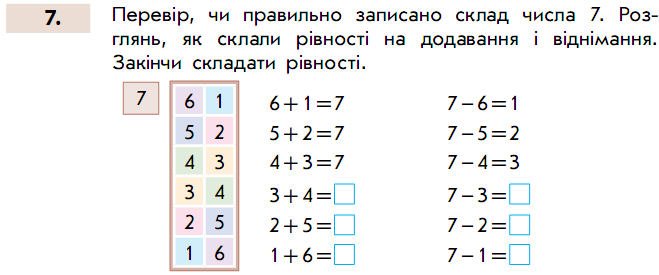 7. Перевір, чи правильно записано склад числа 7. Роз-
глянь, як склали рівності на додавання і віднімання.
Закінчи складати рівності.
7 6 1 6+1=7 7−6=1
5 2 5+2=7 7−5=2
4 3 4+3=7 7−4=3
3 4 3+4=□ 7−3=□
2 5 2+5=□ 7−2=□
1 6 1+6=□ 7−1=□